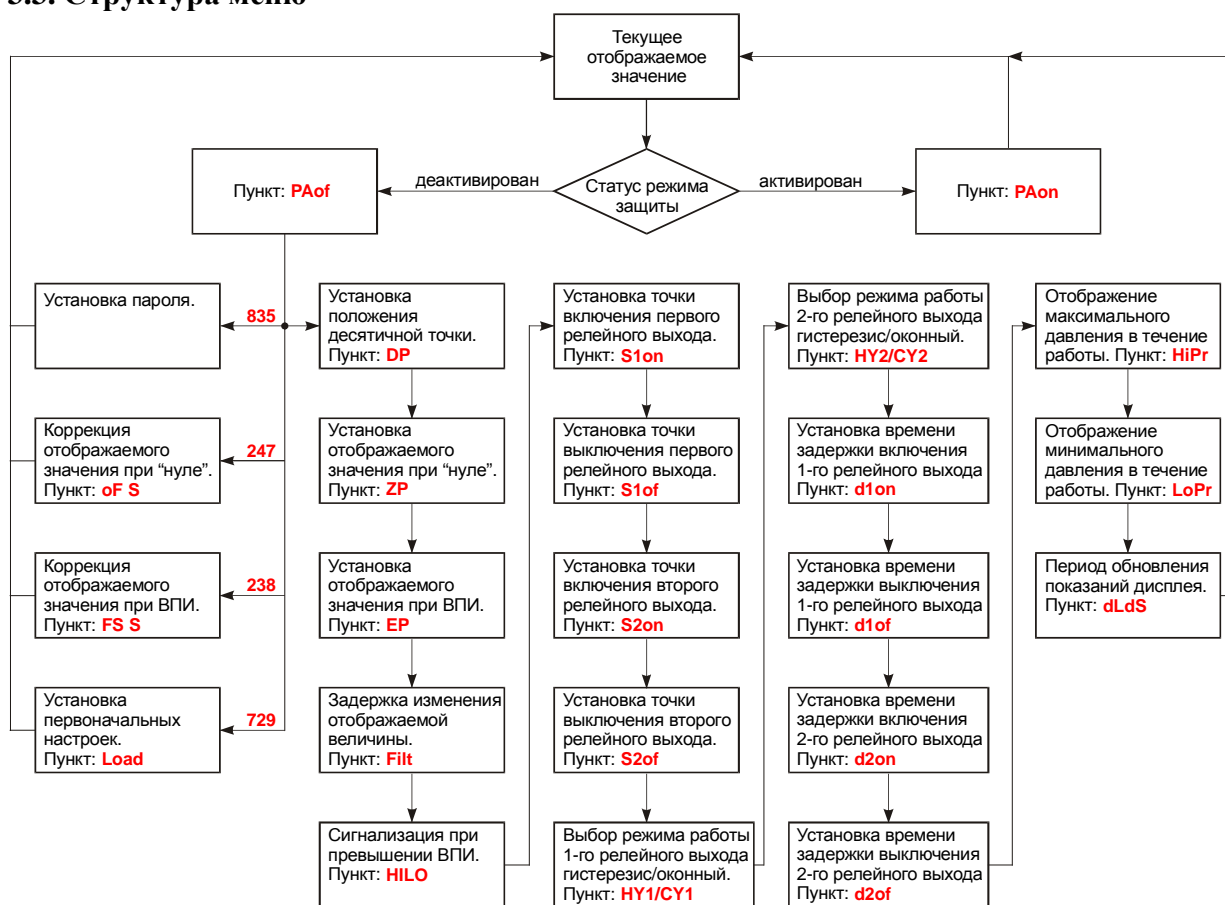 3.3. Структура меню
Текущее
отображаемое
значение
Статус режима
защиты
деактивирован
активирован
Пункт: PAof
Пункт: PAon
Установка пароля.
835
Коррекция
отображаемого
значения при “нуле”.
Пункт: oF S
247
Коррекция
отображаемого
значения при ВПИ.
Пункт: FS S
238
Установка
первоначальных
настроек.
Пункт: Load
729
Установка
положения
десятичной точки.
Пункт: DP
Установка
отображаемого
значения при “нуле”.
Пункт: ZP
Установка
отображаемого
значения при ВПИ.
Пункт: EP
Задержка изменения
отображаемой
величины.
Пункт: Filt
Сигнализация при
превышении ВПИ.
Пункт: HILO
Установка точки
включения первого
релейного выхода.
Пункт: S1on
Установка точки
выключения первого
релейного выхода.
Пункт: S1of
Установка точки
включения второго
релейного выхода.
Пункт: S2on
Установка точки
выключения второго
релейного выхода.
Пункт: S2of
Выбор режима работы
1-го релейного выхода
гистерезис/оконный.
Пункт: HY1/CY1
Выбор режима работы
2-го релейного выхода
гистерезис/оконный.
Пункт: HY2/CY2
Установка времени
задержки включения
1-го релейного выхода
Пункт: d1on
Установка времени
задержки выключения
1-го релейного выхода
Пункт: d1of
Установка времени
задержки включения
2-го релейного выхода
Пункт: d2on
Установка времени
задержки выключения
2-го релейного выхода
Пункт: d2of
Отображение
максимального
давления в течение
работы. Пункт: HiPr
Отображение
минимального
давления в течение
работы. Пункт: LoPr
Период обновления
показаний дисплея.
Пункт: dLdS